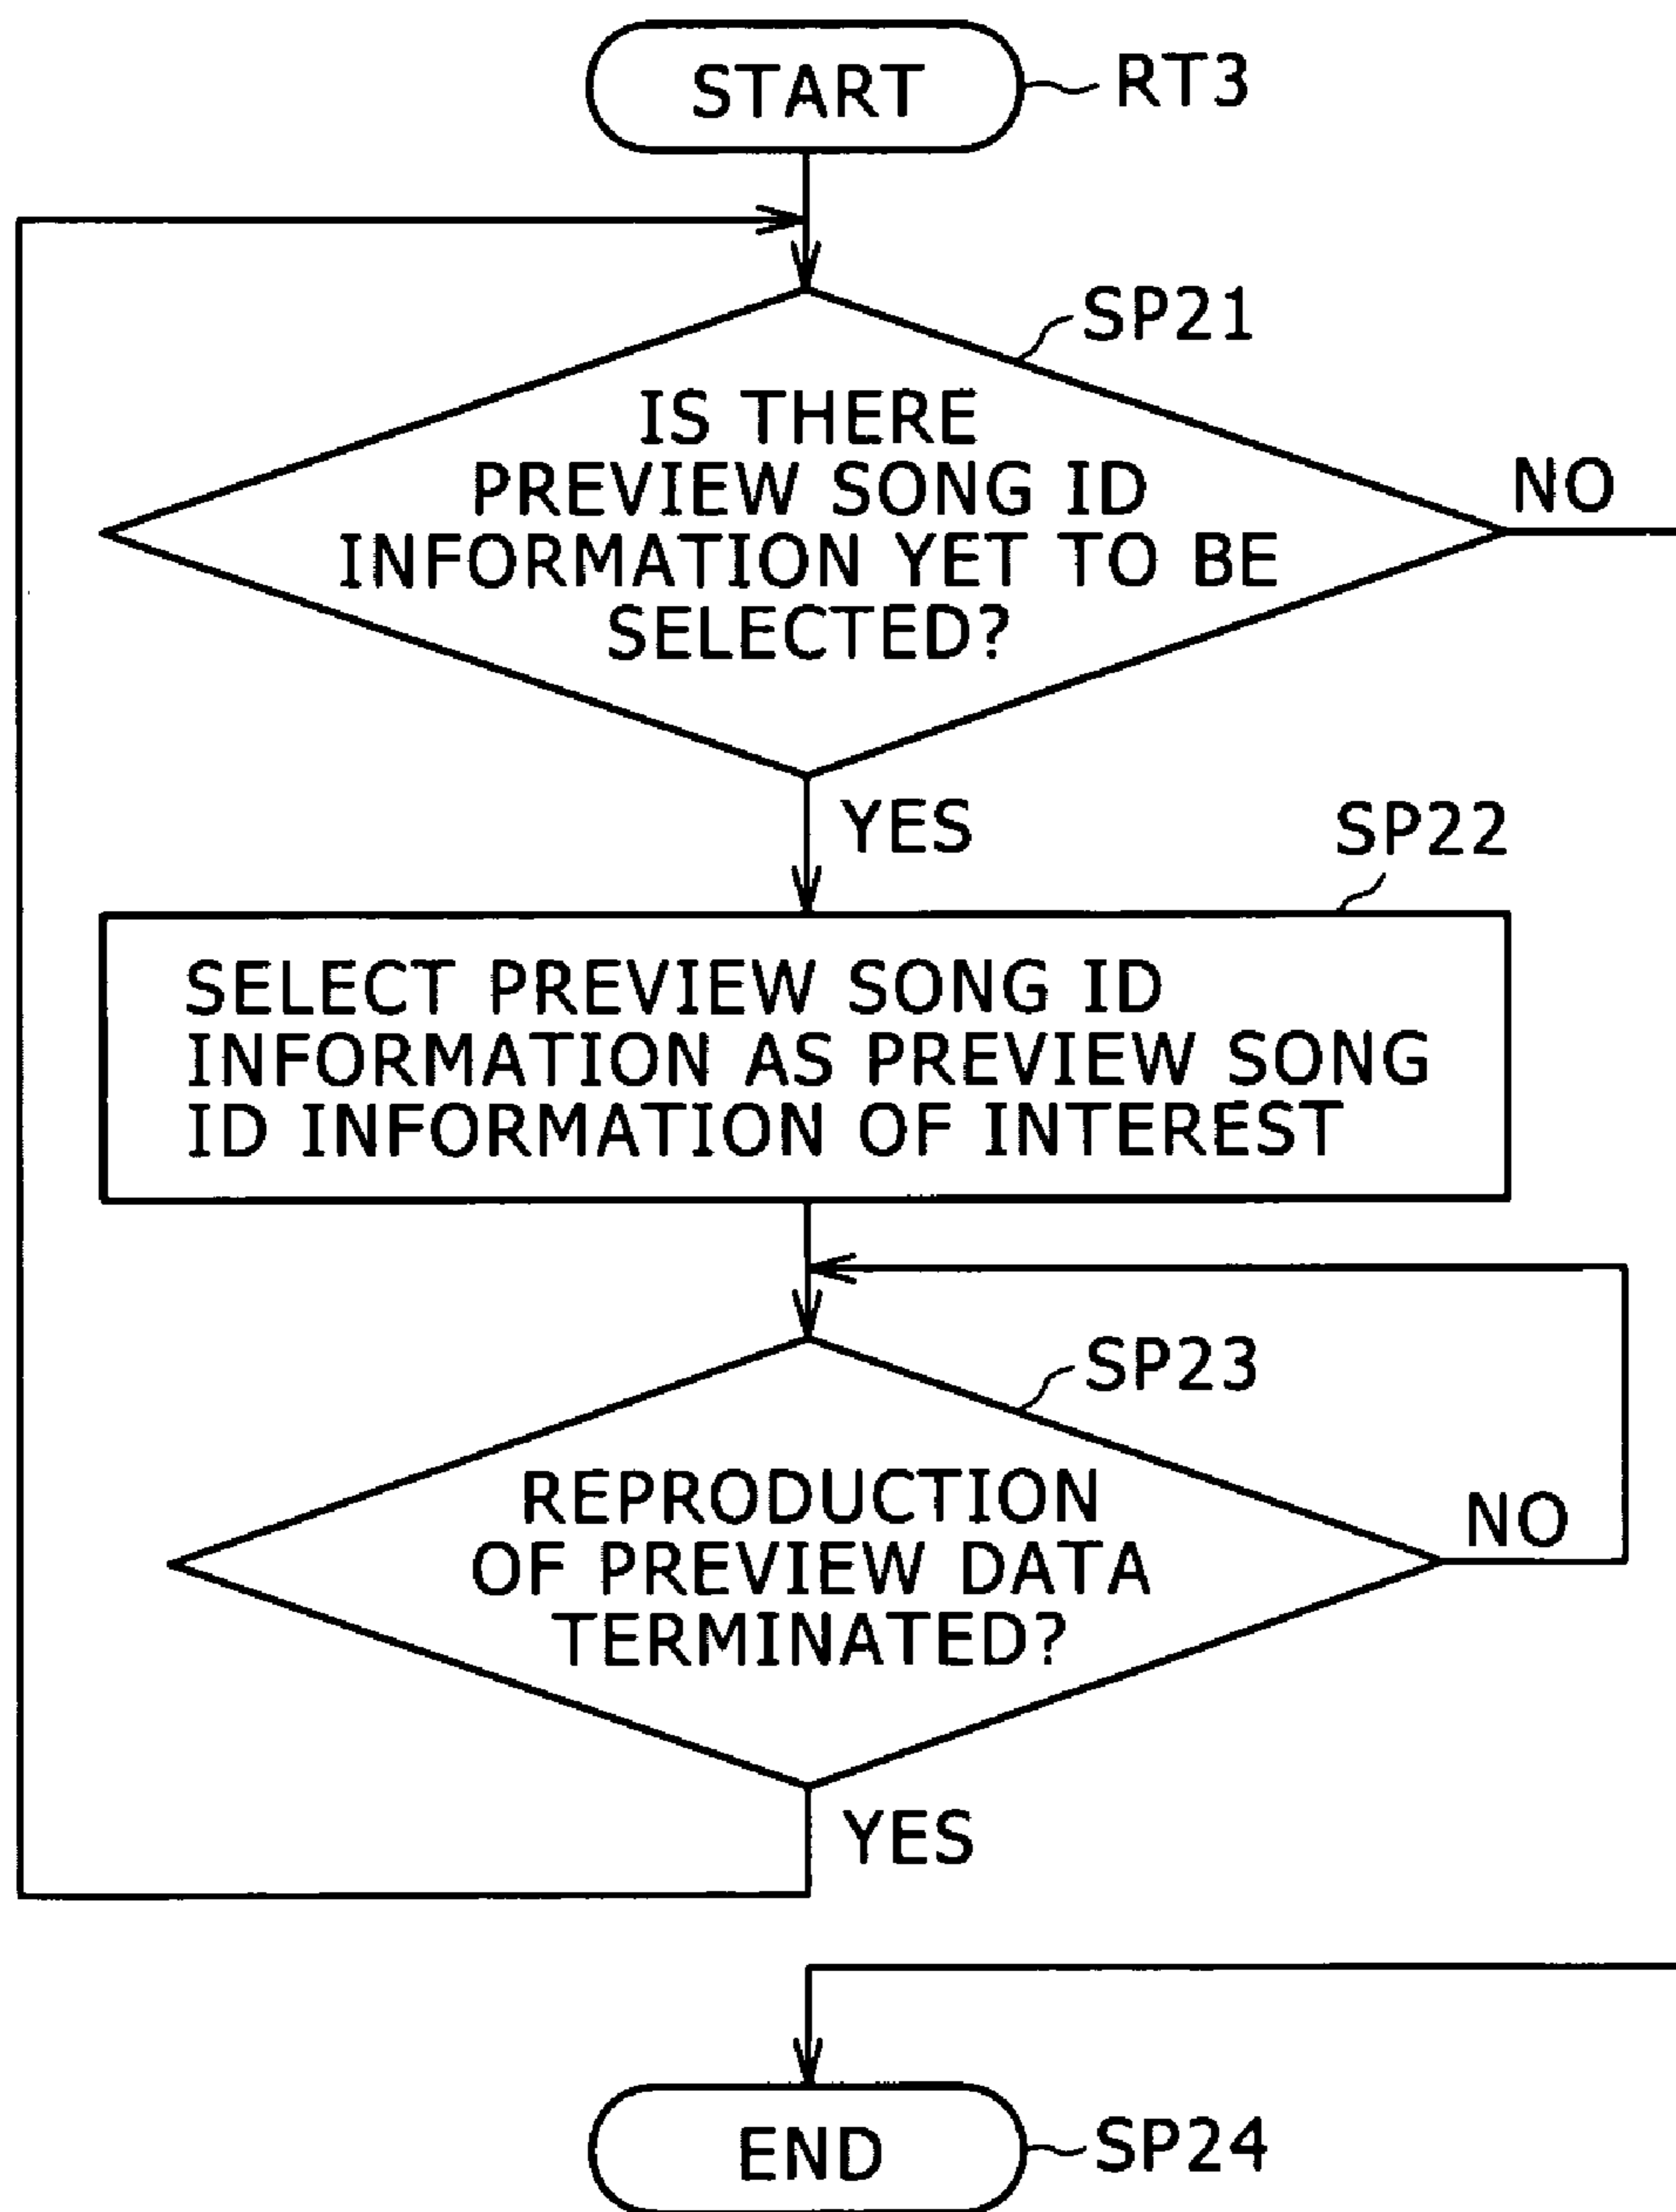 START
RT3
SP21
IS THERE
PREVIEW SONG ID
INFORMATION YET TO BE
SELECTED?
NO
YES
SP22
SELECT PREVIEW SONG ID
INFORMATION AS PREVIEW SONG
ID INFORMATION OF INTEREST
SP23
REPRODUCTION
OF PREVIEW DATA
TERMINATED?
NO
YES
END
SP24